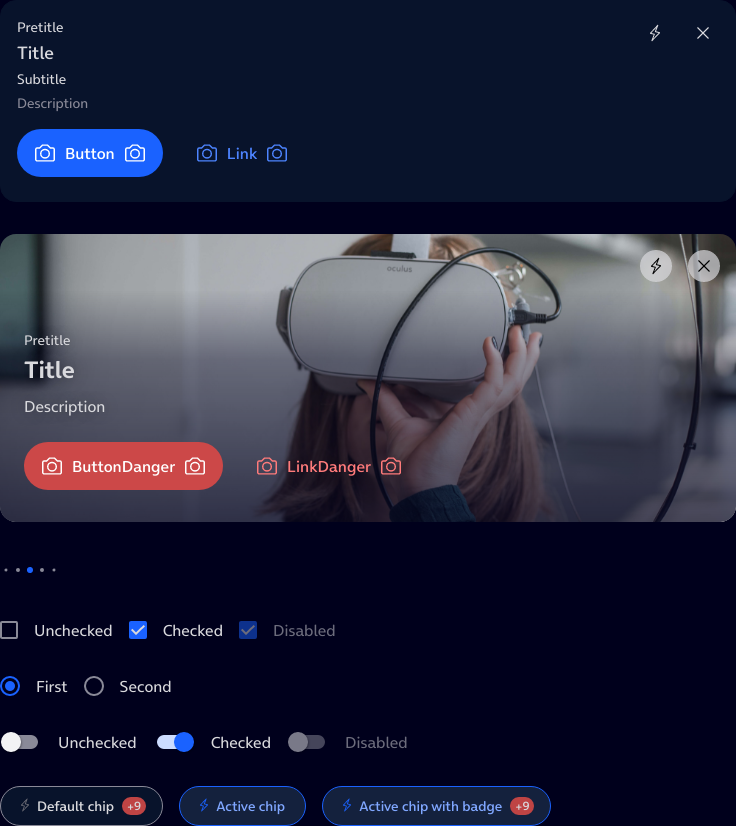 Pretitle
Title
Subtitle
Description
Button Link
oculus
Pretitle
Title
Description
ButtonDanger LinkDanger
Unchecked Checked Disabled
First Second
Unchecked Checked Disabled
Default chip +9 Active chip Active chip with badge +9